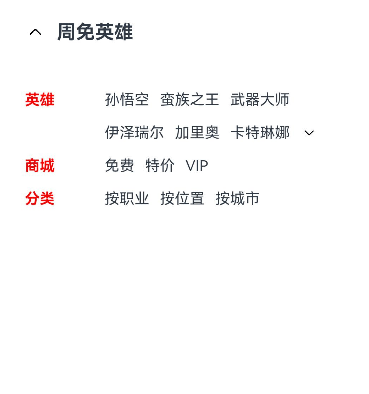 周免英雄
英雄 孙悟空 蛮族之王 武器大师
伊泽瑞尔 加里奥 卡特琳娜
商城 免费 特价 VIP
分类 按职业 按位置 按城市